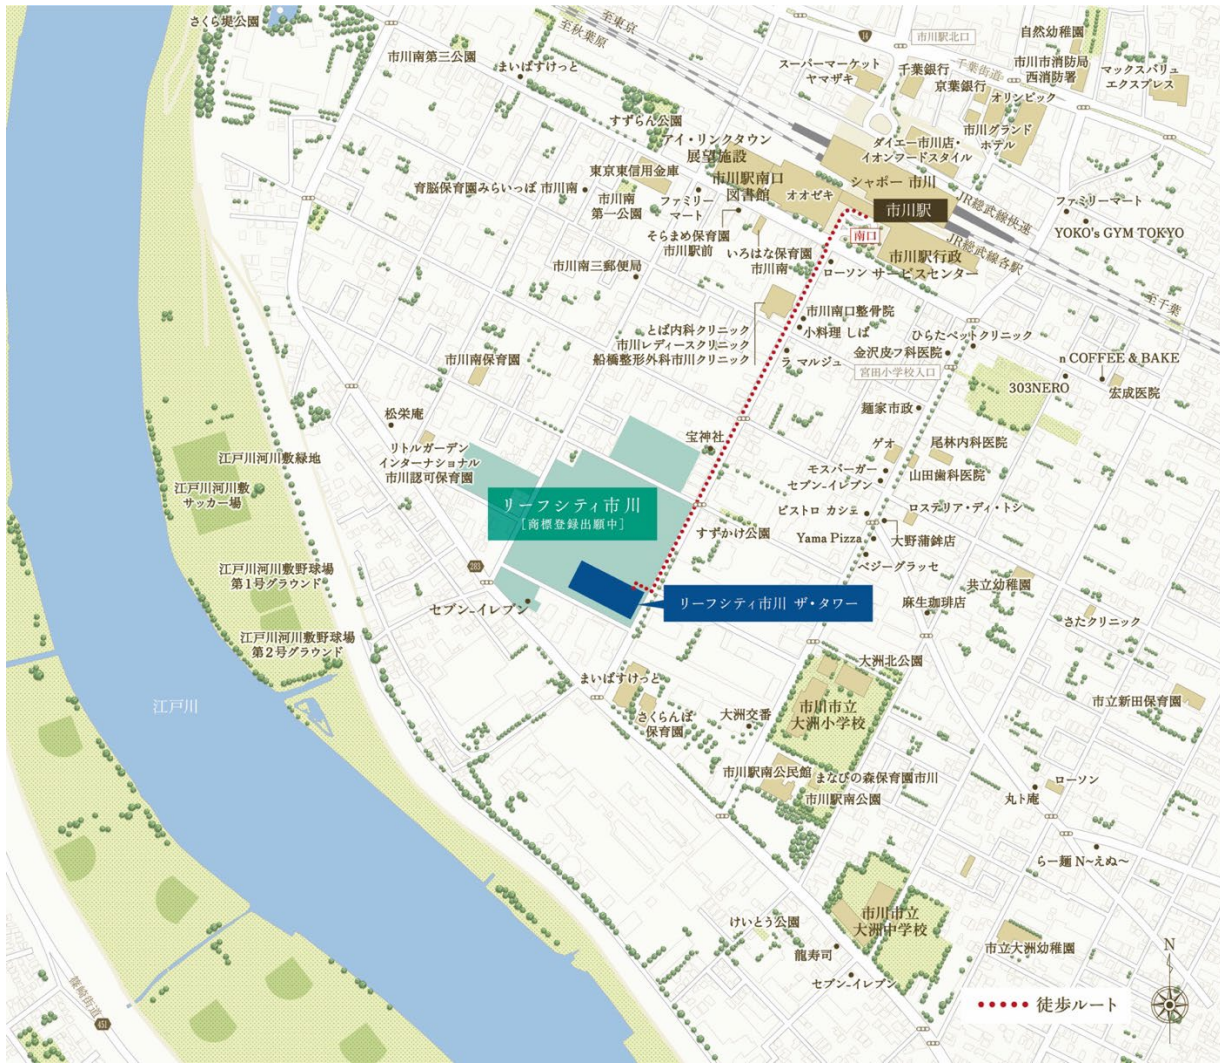 さくら堤公園
市川南第三公園
まいばすけっと
至東京
至秋葉原
14
市川駅北口
自然幼稚園
スーパーマーケット
ヤマザキ
千葉銀行
千葉街道
京葉銀行
市川市消防局
西消防署
マックスバリュ
エクスプレス
オリンピック
すずらん公園
アイ・リンクタウン
展望施設
ダイエー市川店・
イオンフードスタイル
市川グランド
ホテル
東京東信用金庫
市川駅南口
図書館
シャポー 市川
育脳保育園みらいっぽ 市川南
市川南
第一公園
ファミリー
マート
オオゼキ
市川駅
JR総武線快速
ファミリーマート
YOKO's GYM TOKYO
そらまめ保育園
市川駅前
いろはな保育園
市川南
南口
市川駅行政
サービスセンター
JR総武線各駅
市川南三郵便局
ローソン
至千葉
市川南口整骨院
とば内科クリニック
市川レディースクリニック
船橋整形外科市川クリニック
小料理 しば
ひらたペットクリニック
ラ マルジュ
金沢皮フ科医院
宮田小学校入口
n COFFEE & BAKE
303NERO
宏成医院
市川南保育園
松栄庵
麺家市政
宝神社
ゲオ
尾林内科医院
リトルガーデン
インターナショナル
市川認可保育園
江戸川河川敷緑地
モスバーガー
セブン-イレブン
山田歯科医院
江戸川河川敷
サッカー場
リーフシティ市川
[商標登録出願中]
ビストロ カシェ
ロステリア・ディ・トシ
すずかけ公園
Yama Pizza
大野蒲鉾店
ベジーグラッセ
江戸川河川敷野球場
第1号グラウンド
283
共立幼稚園
リーフシティ市川 ザ・タワー
セブン-イレブン
麻生珈琲店
さたクリニック
江戸川河川敷野球場
第2号グラウンド
大洲北公園
まいばすけっと
江戸川
さくらんぼ
保育園
大洲交番
市川市立
大洲小学校
市立新田保育園
市川駅南公民館
まなびの森保育園市川
市川駅南公園
ローソン
丸ト庵
らー麺 N〜えぬ〜
けいとう公園
市川市立
大洲中学校
龍寿司
市立大洲幼稚園
セブン-イレブン
篠崎街道
451
N
徒歩ルート